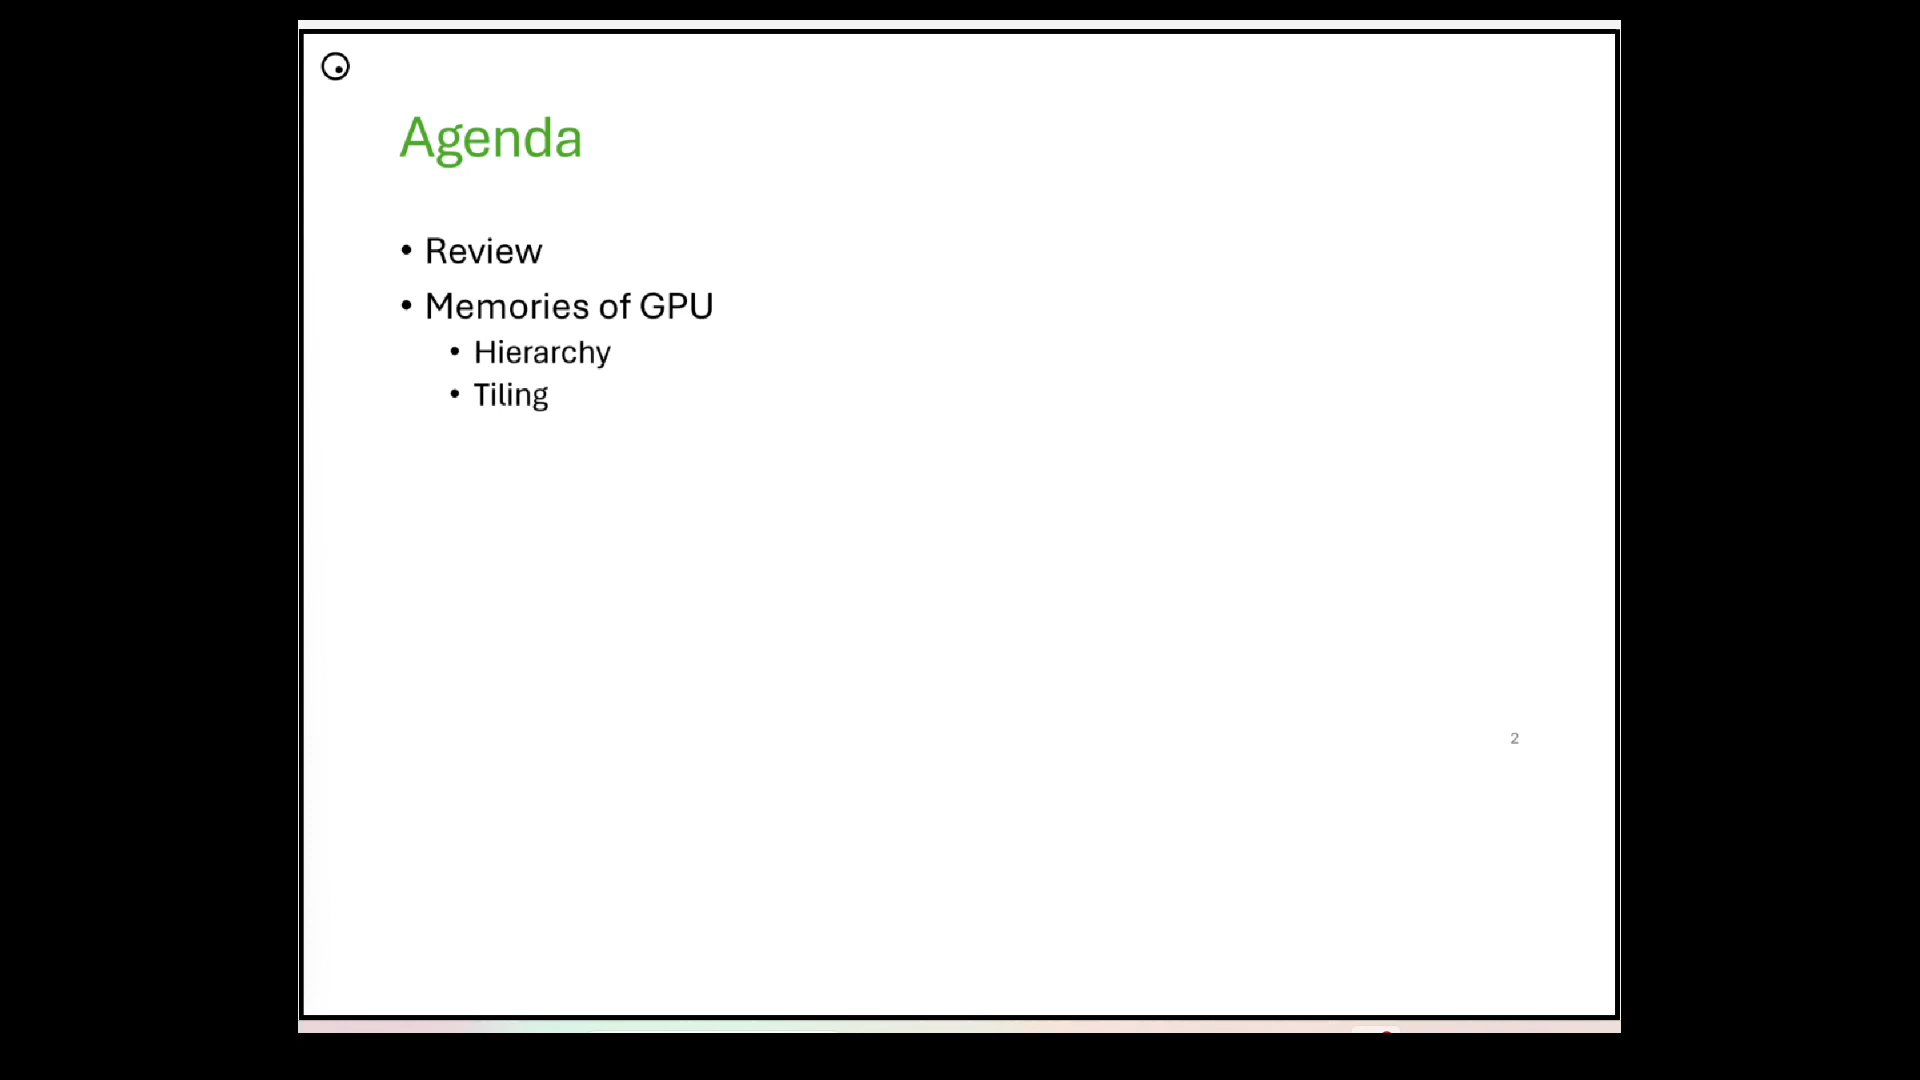 Agenda
• Review
• Memories of GPU
• Hierarchy
• Tiling
2